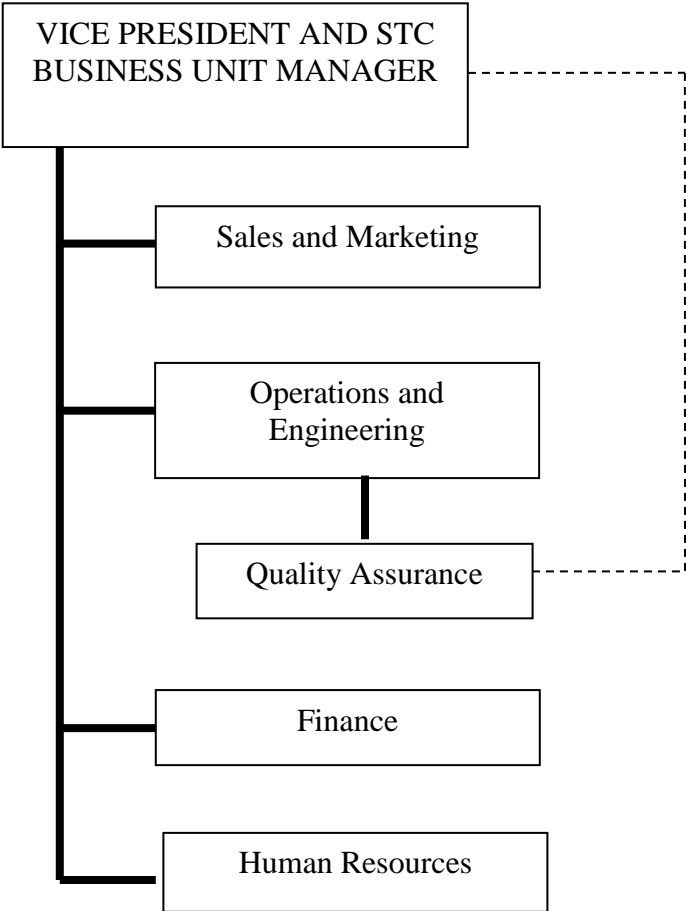 VICE PRESIDENT AND STC
BUSINESS UNIT MANAGER
Sales and Marketing
Operations and
Engineering
Quality Assurance
Finance
Human Resources